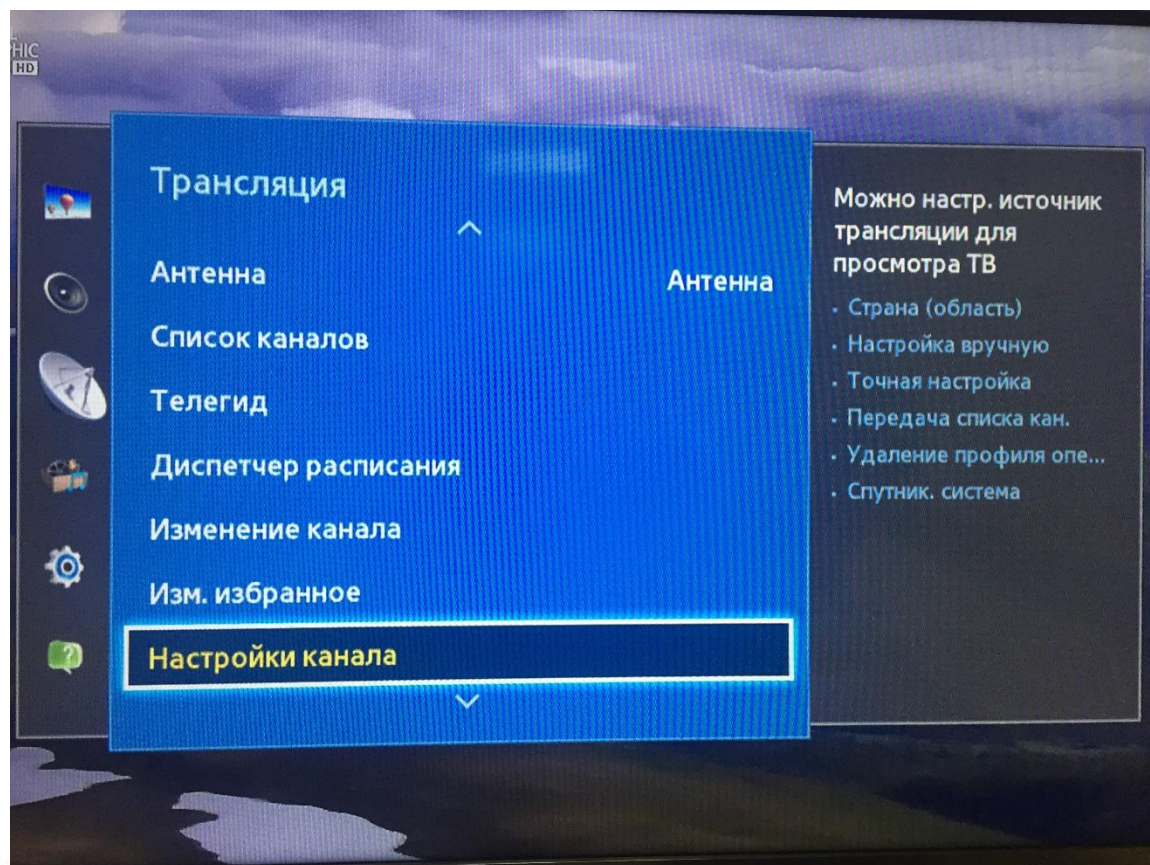 HIC
HD
Трансляция
Антенна Антенна
Список каналов
Телегид
Диспетчер расписания
Изменение канала
Изм. избранное
Настройки канала
Можно настр. источник
трансляции для
просмотра ТВ
· Страна (область)
· Настройка вручную
· Точная настройка
· Передача списка кан.
· Удаление профиля опе...
· Спутник. система
?